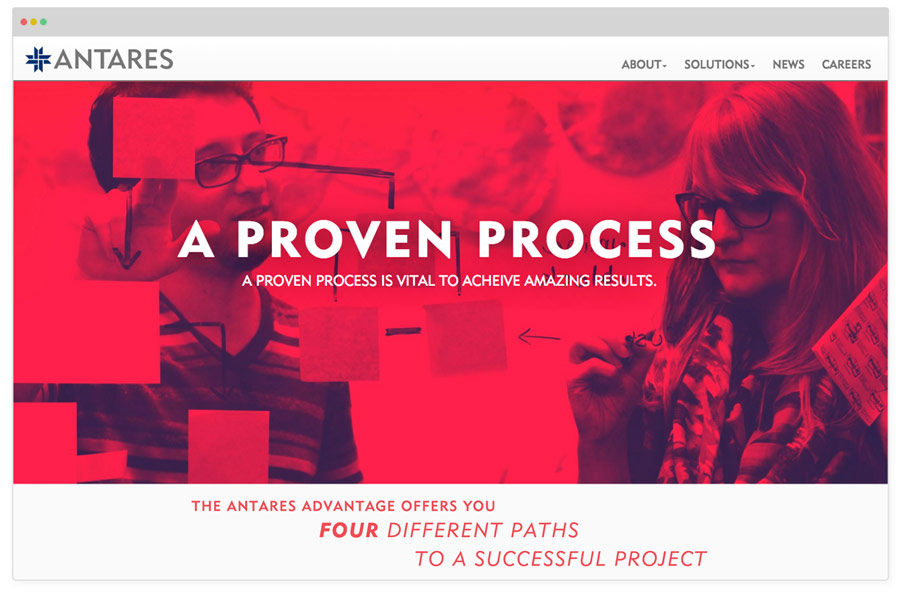 ANTARES
ABOUT SOLUTIONS NEWS CAREERS
A PROVEN PROCESS
A PROVEN PROCESS IS VITAL TO ACHEIVE AMAZING RESULTS.
THE ANTARES ADVANTAGE OFFERS YOU
FOUR DIFFERENT PATHS
TO A SUCCESSFUL PROJECT